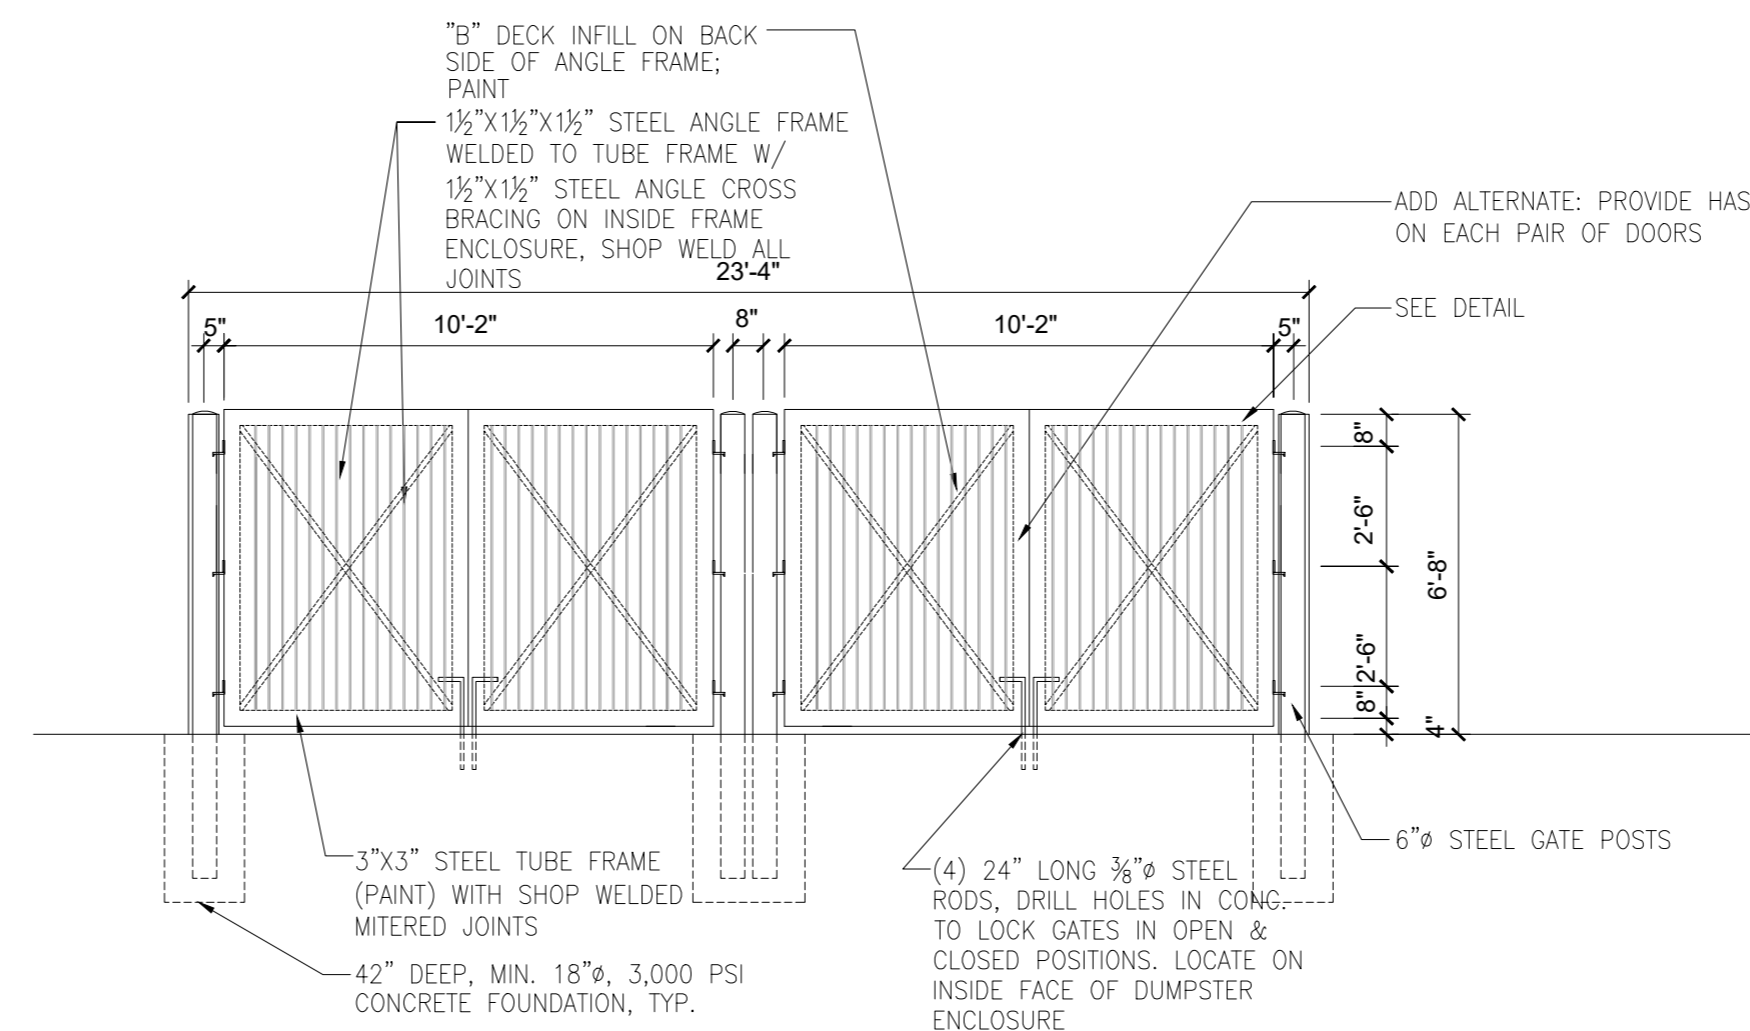 ”B” DECK INFILL ON BACK
SIDE OF ANGLE FRAME;
PAINT
1½”X1½”X1½” STEEL ANGLE FRAME
WELDED TO TUBE FRAME W/
1½”X1½” STEEL ANGLE CROSS
BRACING ON INSIDE FRAME
ENCLOSURE, SHOP WELD ALL
JOINTS
ADD ALTERNATE: PROVIDE HAS
ON EACH PAIR OF DOORS
SEE DETAIL
23'-4"
5"
10'-2"
8"
10'-2"
5"
8"
2'-6"
2'-6"
8"
4"
6'-8"
3”X3” STEEL TUBE FRAME
(PAINT) WITH SHOP WELDED
MITERED JOINTS
42” DEEP, MIN. 18”ø, 3,000 PSI
CONCRETE FOUNDATION, TYP.
(4) 24” LONG ⅜”ø STEEL
RODS, DRILL HOLES IN CONC.
TO LOCK GATES IN OPEN &
CLOSED POSITIONS. LOCATE ON
INSIDE FACE OF DUMPSTER
ENCLOSURE
6”ø STEEL GATE POSTS